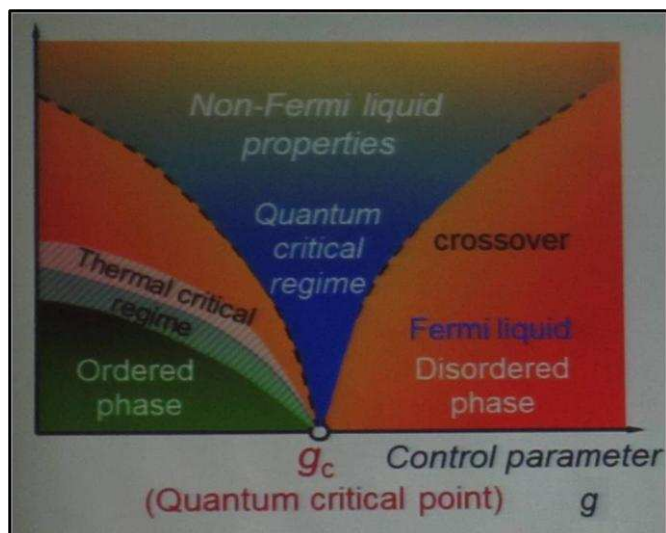 Non-Fermi liquid
properties
Quantum
critical
regime
crossover
Thermal critical
regime
Fermi liquid
Ordered
phase
Disordered
phase
gc
Control parameter
(Quantum critical point)
g